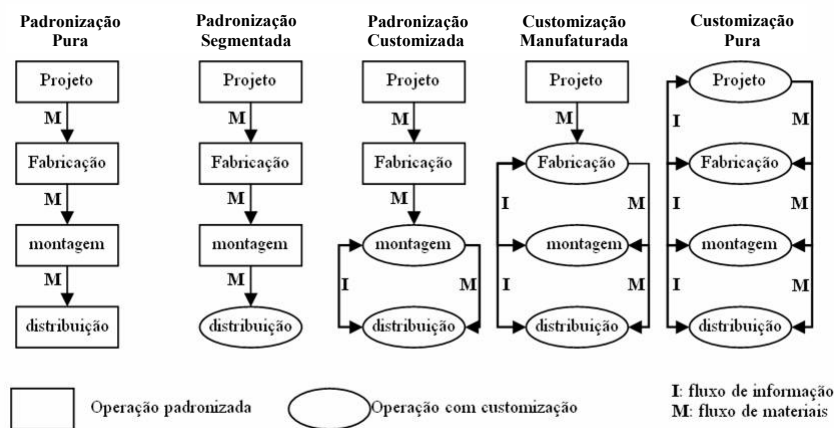 Padronização
Pura
Padronização
Segmentada
Padronização
Customizada
Customização
Manufaturada
Customização
Pura
Projeto
Projeto
Projeto
Projeto
Projeto
M
M
M
M
I
M
Fabricação
Fabricação
Fabricação
Fabricação
Fabricação
M
M
M
I
M
I
M
montagem
montagem
montagem
montagem
montagem
M
M
I
M
I
M
I
M
distribuição
distribuição
distribuição
distribuição
distribuição
Operação padronizada
Operação com customização
I: fluxo de informação
M: fluxo de materiais